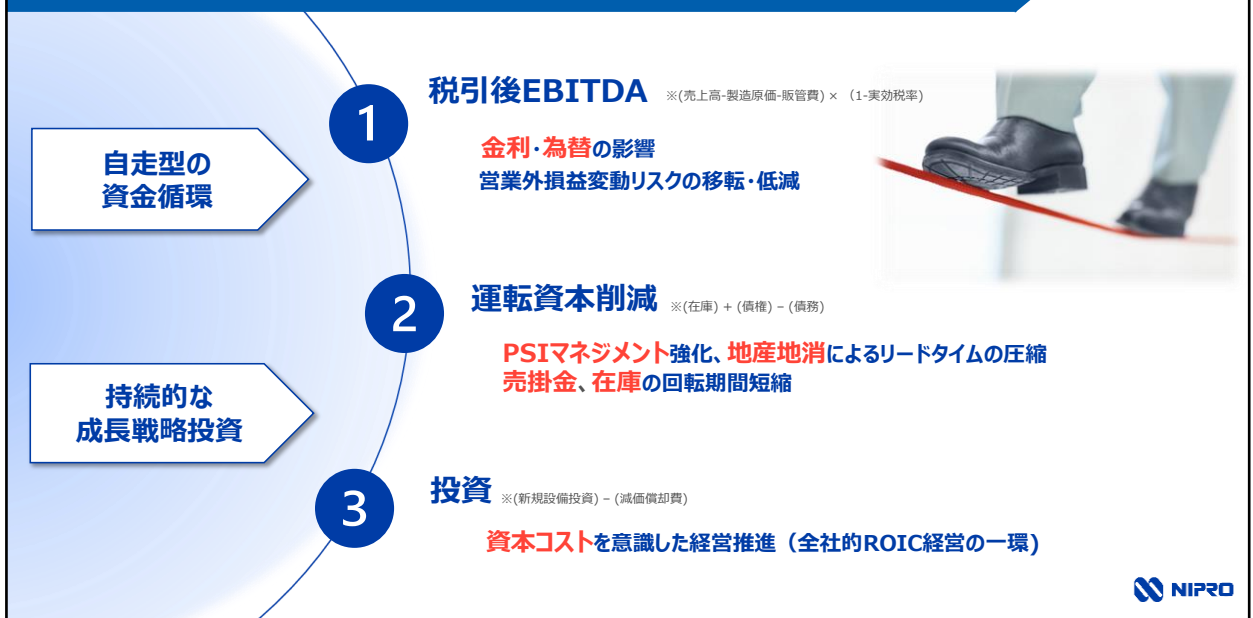 自走型の
資金循環
持続的な
成長戦略投資
1
税引後EBITDA ※(売上高-製造原価-販管費) × （1-実効税率)
金利・為替の影響
営業外損益変動リスクの移転・低減
2
運転資本削減 ※(在庫) + (債権) – (債務)
PSIマネジメント強化、地産地消によるリードタイムの圧縮
売掛金、在庫の回転期間短縮
3
投資 ※(新規設備投資) – (減価償却費)
資本コストを意識した経営推進（全社的ROIC経営の一環)
NIPRO